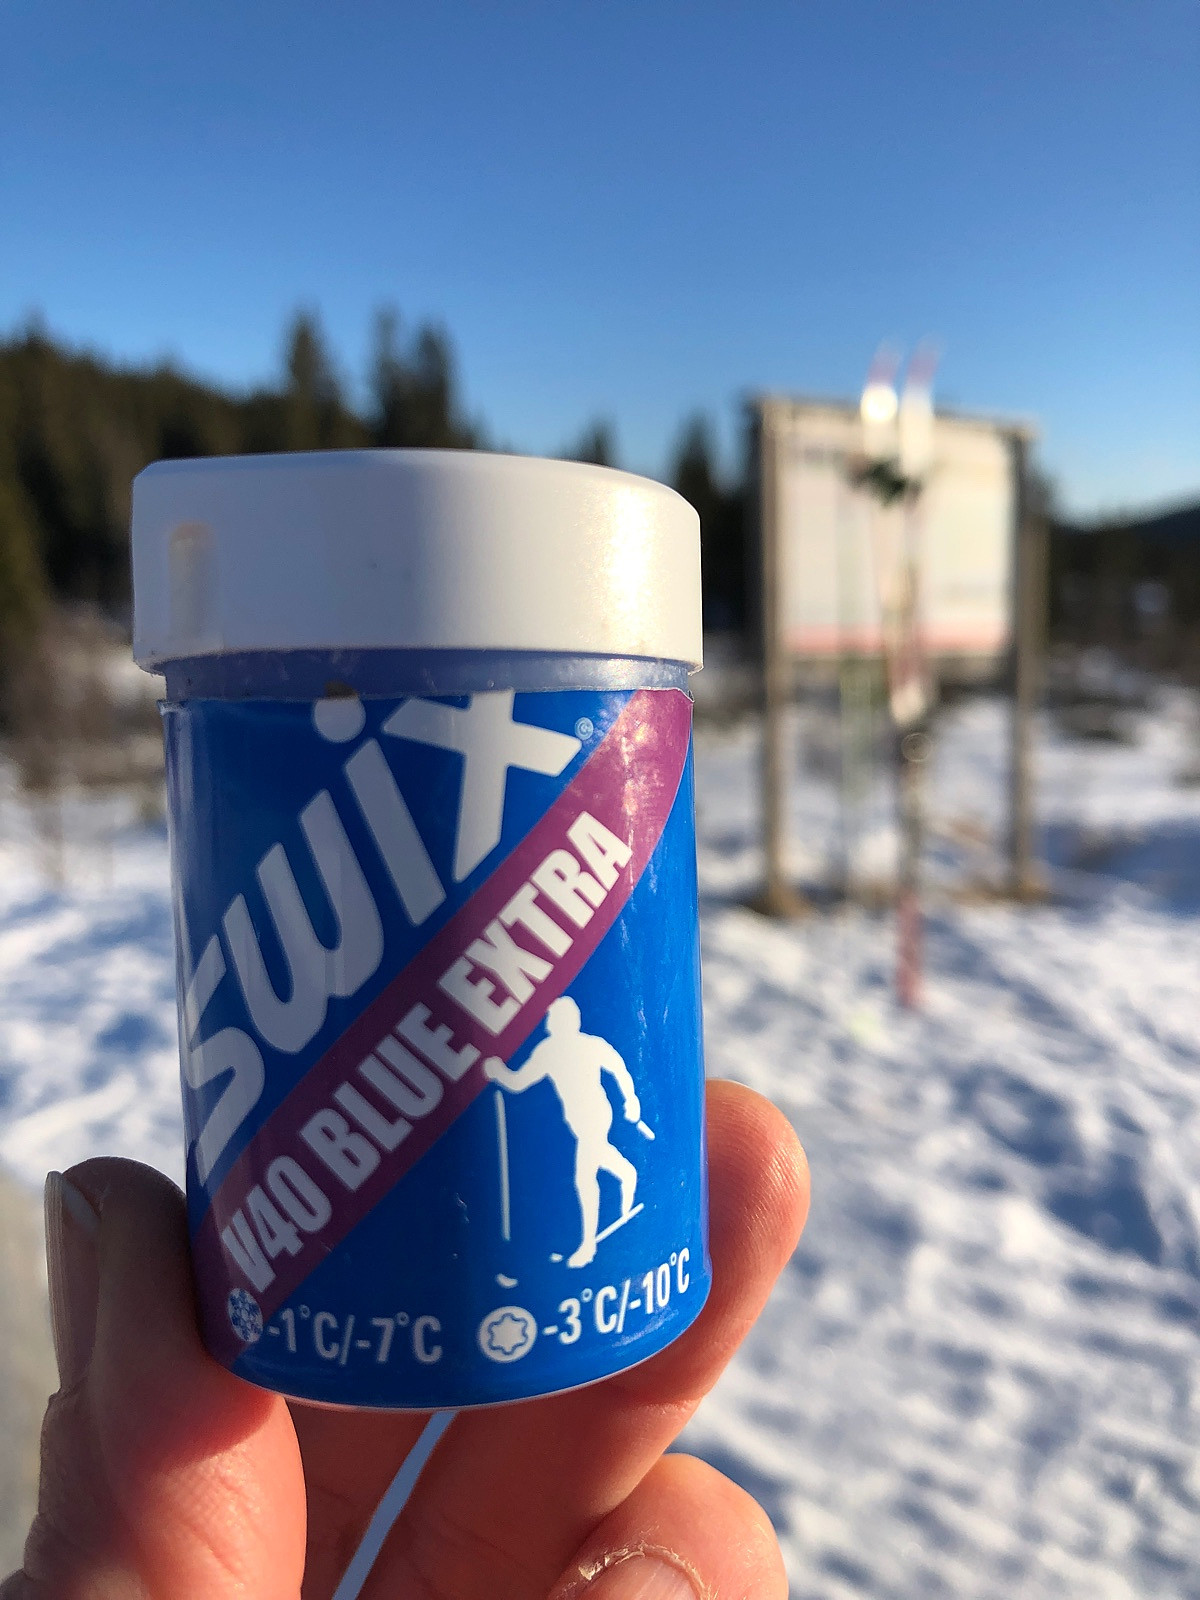 Swix®
V40 BLUE EXTRA
-1°C/-7°C
-3°C/-10°C